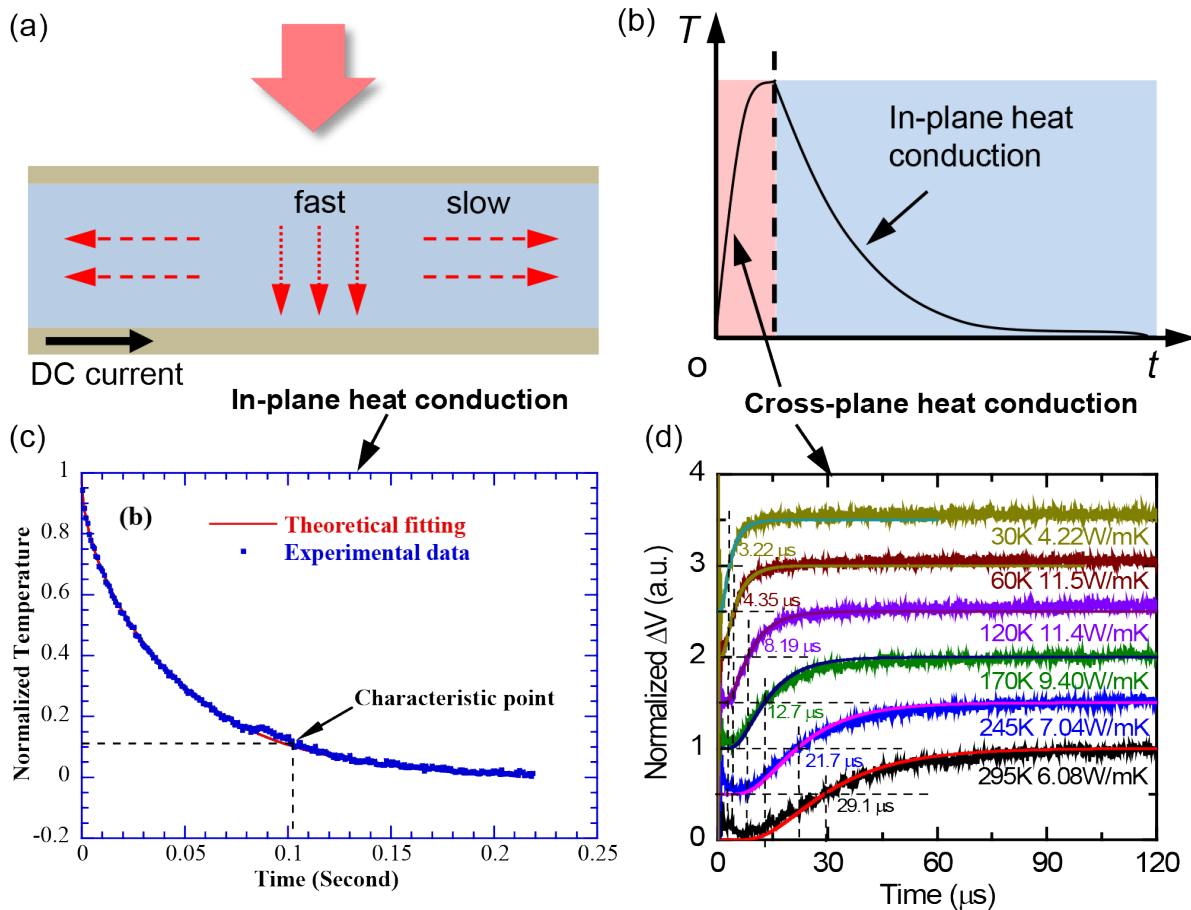 (a)
fast
slow
DC current
(b)
T
In-plane heat
conduction
o
t
In-plane heat conduction
Cross-plane heat conduction
(c)
1
0.8
0.6
0.4
0.2
0
-0.2
Normalized Temperature
(b)
Theoretical fitting
Experimental data
Characteristic point
0
0.05
0.1
0.15
0.2
0.25
Time (Second)
(d)
4
3
2
1
0
Normalized ΔV (a.u.)
3.22 μs
30K 4.22W/mK
4.35 μs
60K 11.5W/mK
8.19 μs
120K 11.4W/mK
12.7 μs
170K 9.40W/mK
21.7 μs
245K 7.04W/mK
29.1 μs
295K 6.08W/mK
0
30
60
90
120
Time (μs)